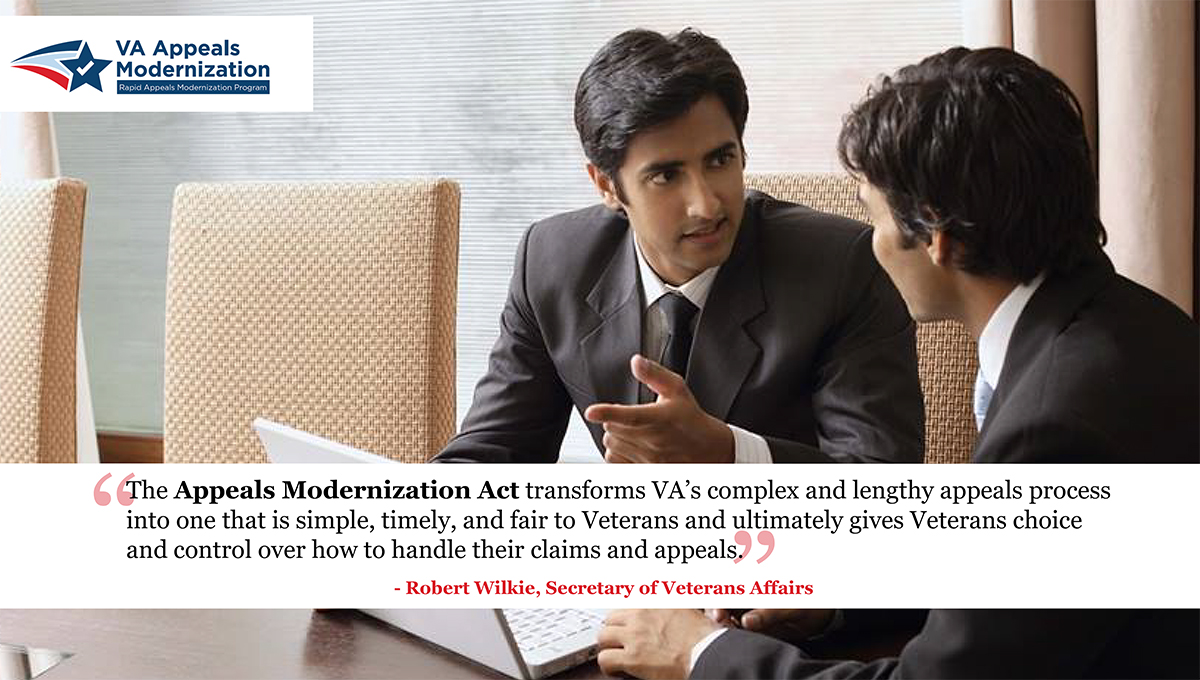 VA Appeals
Modernization
Rapid Appeals Modernization Program
“The Appeals Modernization Act transforms VA’s complex and lengthy appeals process
into one that is simple, timely, and fair to Veterans and ultimately gives Veterans choice
and control over how to handle their claims and appeals.”
- Robert Wilkie, Secretary of Veterans Affairs